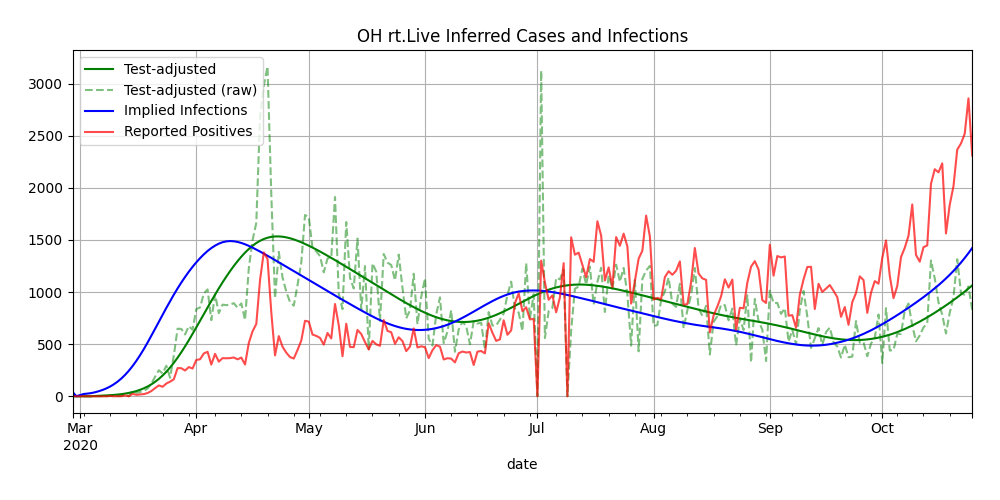 OH rt.Live Inferred Cases and Infections
Test-adjusted
Test-adjusted (raw)
Implied Infections
Reported Positives
3000
2500
2000
1500
1000
500
0
Mar Apr May Jun Jul Aug Sep Oct
2020
date